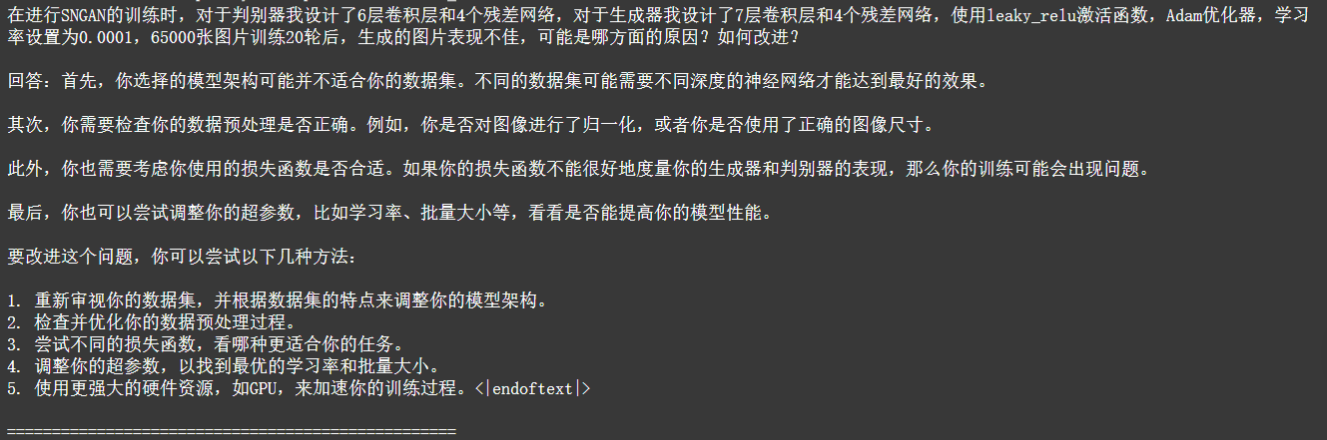 在进行SNGAN的训练时，对于判别器我设计了6层卷积层和4个残差网络，对于生成器我设计了7层卷积层和4个残差网络，使用leaky_relu激活函数，Adam优化器，学习
率设置为0.0001，65000张图片训练20轮后，生成的图片表现不佳，可能是哪方面的原因？如何改进？
回答：首先，你选择的模型架构可能并不适合你的数据集。不同的数据集可能需要不同深度的神经网络才能达到最好的效果。
其次，你需要检查你的数据预处理是否正确。例如，你是否对图像进行了归一化，或者你是否使用了正确的图像尺寸。
此外，你也需要考虑你使用的损失函数是否合适。如果你的损失函数不能很好地度量你的生成器和判别器的表现，那么你的训练可能会出现问题。
最后，你也可以尝试调整你的超参数，比如学习率、批量大小等，看看是否能提高你的模型性能。
要改进这个问题，你可以尝试以下几种方法：
1. 重新审视你的数据集，并根据数据集的特点来调整你的模型架构。
2. 检查并优化你的数据预处理过程。
3. 尝试不同的损失函数，看哪种更适合你的任务。
4. 调整你的超参数，以找到最优的学习率和批量大小。
5. 使用更强大的硬件资源，如GPU，来加速你的训练过程。<|endoftext|>
==================================================